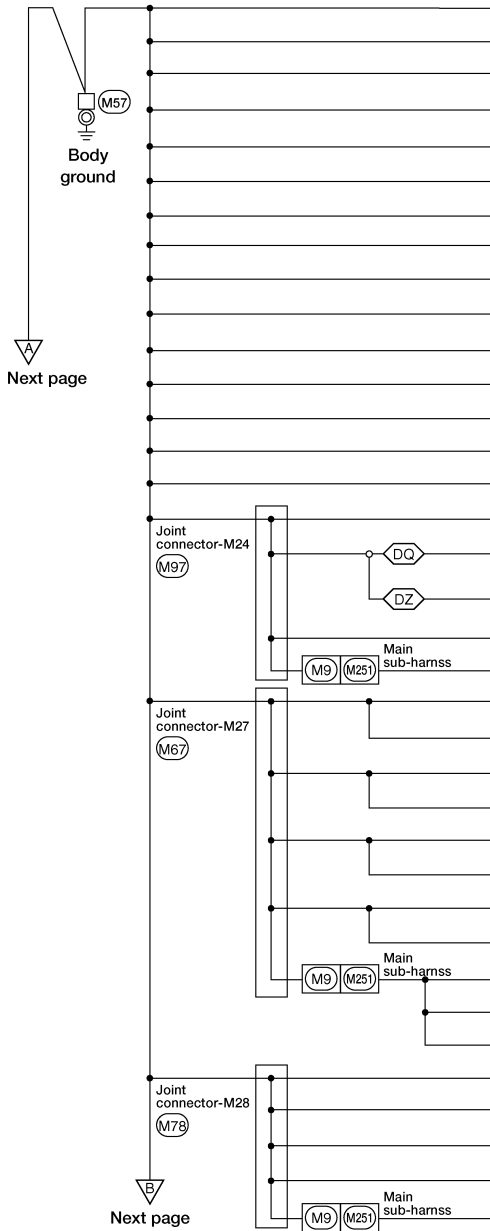 M57
Body
ground
A
Next page
Joint
connector-M24
M97
DQ
DZ
Main
sub-harnss
M9 M251
Joint
connector-M27
M67
Main
sub-harnss
M9 M251
Joint
connector-M28
M78
B
Next page
Main
sub-harnss
M9 M251